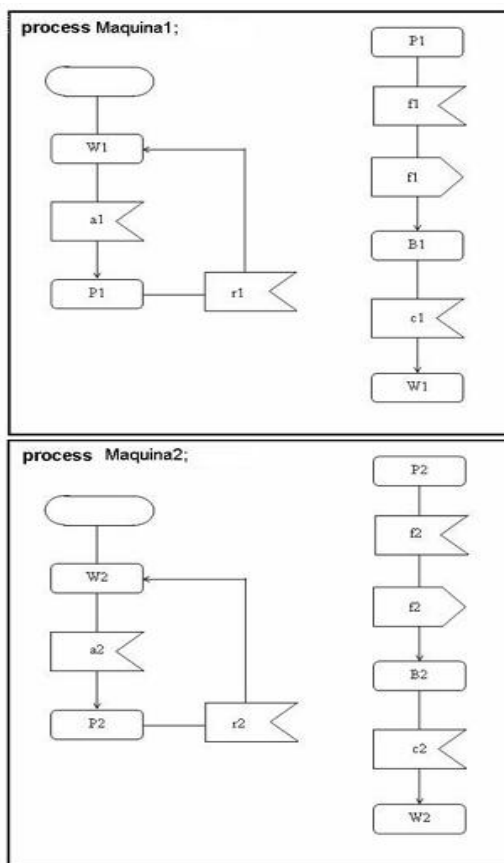 process Maquina1;
W1
a1
P1
r1
P1
f1
f1
B1
c1
W1
process Maquina2;
W2
a2
P2
r2
P2
f2
f2
B2
c2
W2